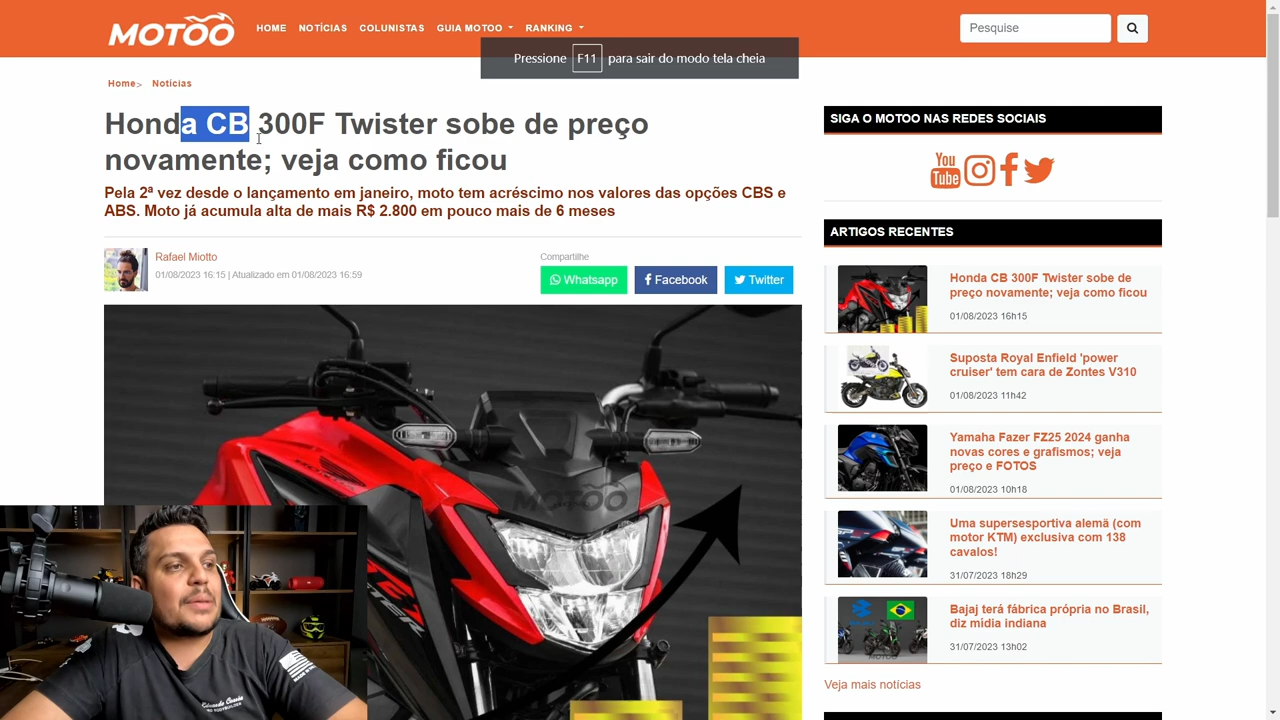 MOTOO
HOME NOTÍCIAS COLUNISTAS GUIA MOTOO RANKING
Pesquise
Pressione F11 para sair do modo tela cheia
Home> Notícias
Honda CB 300F Twister sobe de preço
novamente; veja como ficou
Pela 2ª vez desde o lançamento em janeiro, moto tem acréscimo nos valores das opções CBS e
ABS. Moto já acumula alta de mais R$ 2.800 em pouco mais de 6 meses
Rafael Miotto
01/08/2023 16:15 | Atualizado em 01/08/2023 16:59
Compartilhe
Whatsapp
Facebook
Twitter
MOTOO
SIGA O MOTOO NAS REDES SOCIAIS
You
Tube
ARTIGOS RECENTES
Honda CB 300F Twister sobe de
preço novamente; veja como ficou
01/08/2023 16h15
Suposta Royal Enfield 'power
cruiser' tem cara de Zontes V310
01/08/2023 11h42
Yamaha Fazer FZ25 2024 ganha
novas cores e grafismos; veja
preço e FOTOS
01/08/2023 10h18
Uma supersesportiva alemã (com
motor KTM) exclusiva com 138
cavalos!
31/07/2023 18h29
Bajaj terá fábrica própria no Brasil,
diz mídia indiana
31/07/2023 13h02
MOTOO
Veja mais notícias